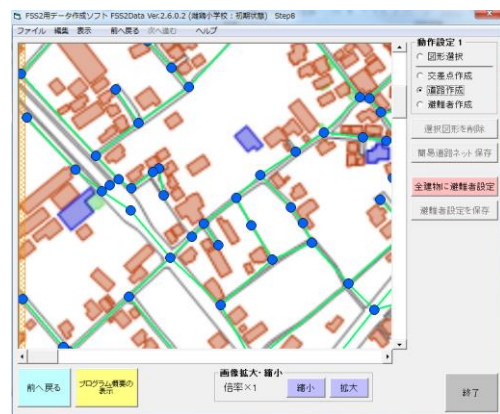 FSS2用データ作成ソフト FSS2Data Ver.2.6.0.2 (雄踏小学校：初期状態) Step8
ファイル 編集 表示 前へ戻る 次へ進む ヘルプ
動作設定 1
図形選択
交差点作成
道路作成
避難者作成
選択図形を削除
簡易道路ネット保存
全建物に避難者設定
避難者設定を保存
前へ戻る
プログラム概要の
表示
画像拡大・縮小
倍率×1
縮小
拡大
終了